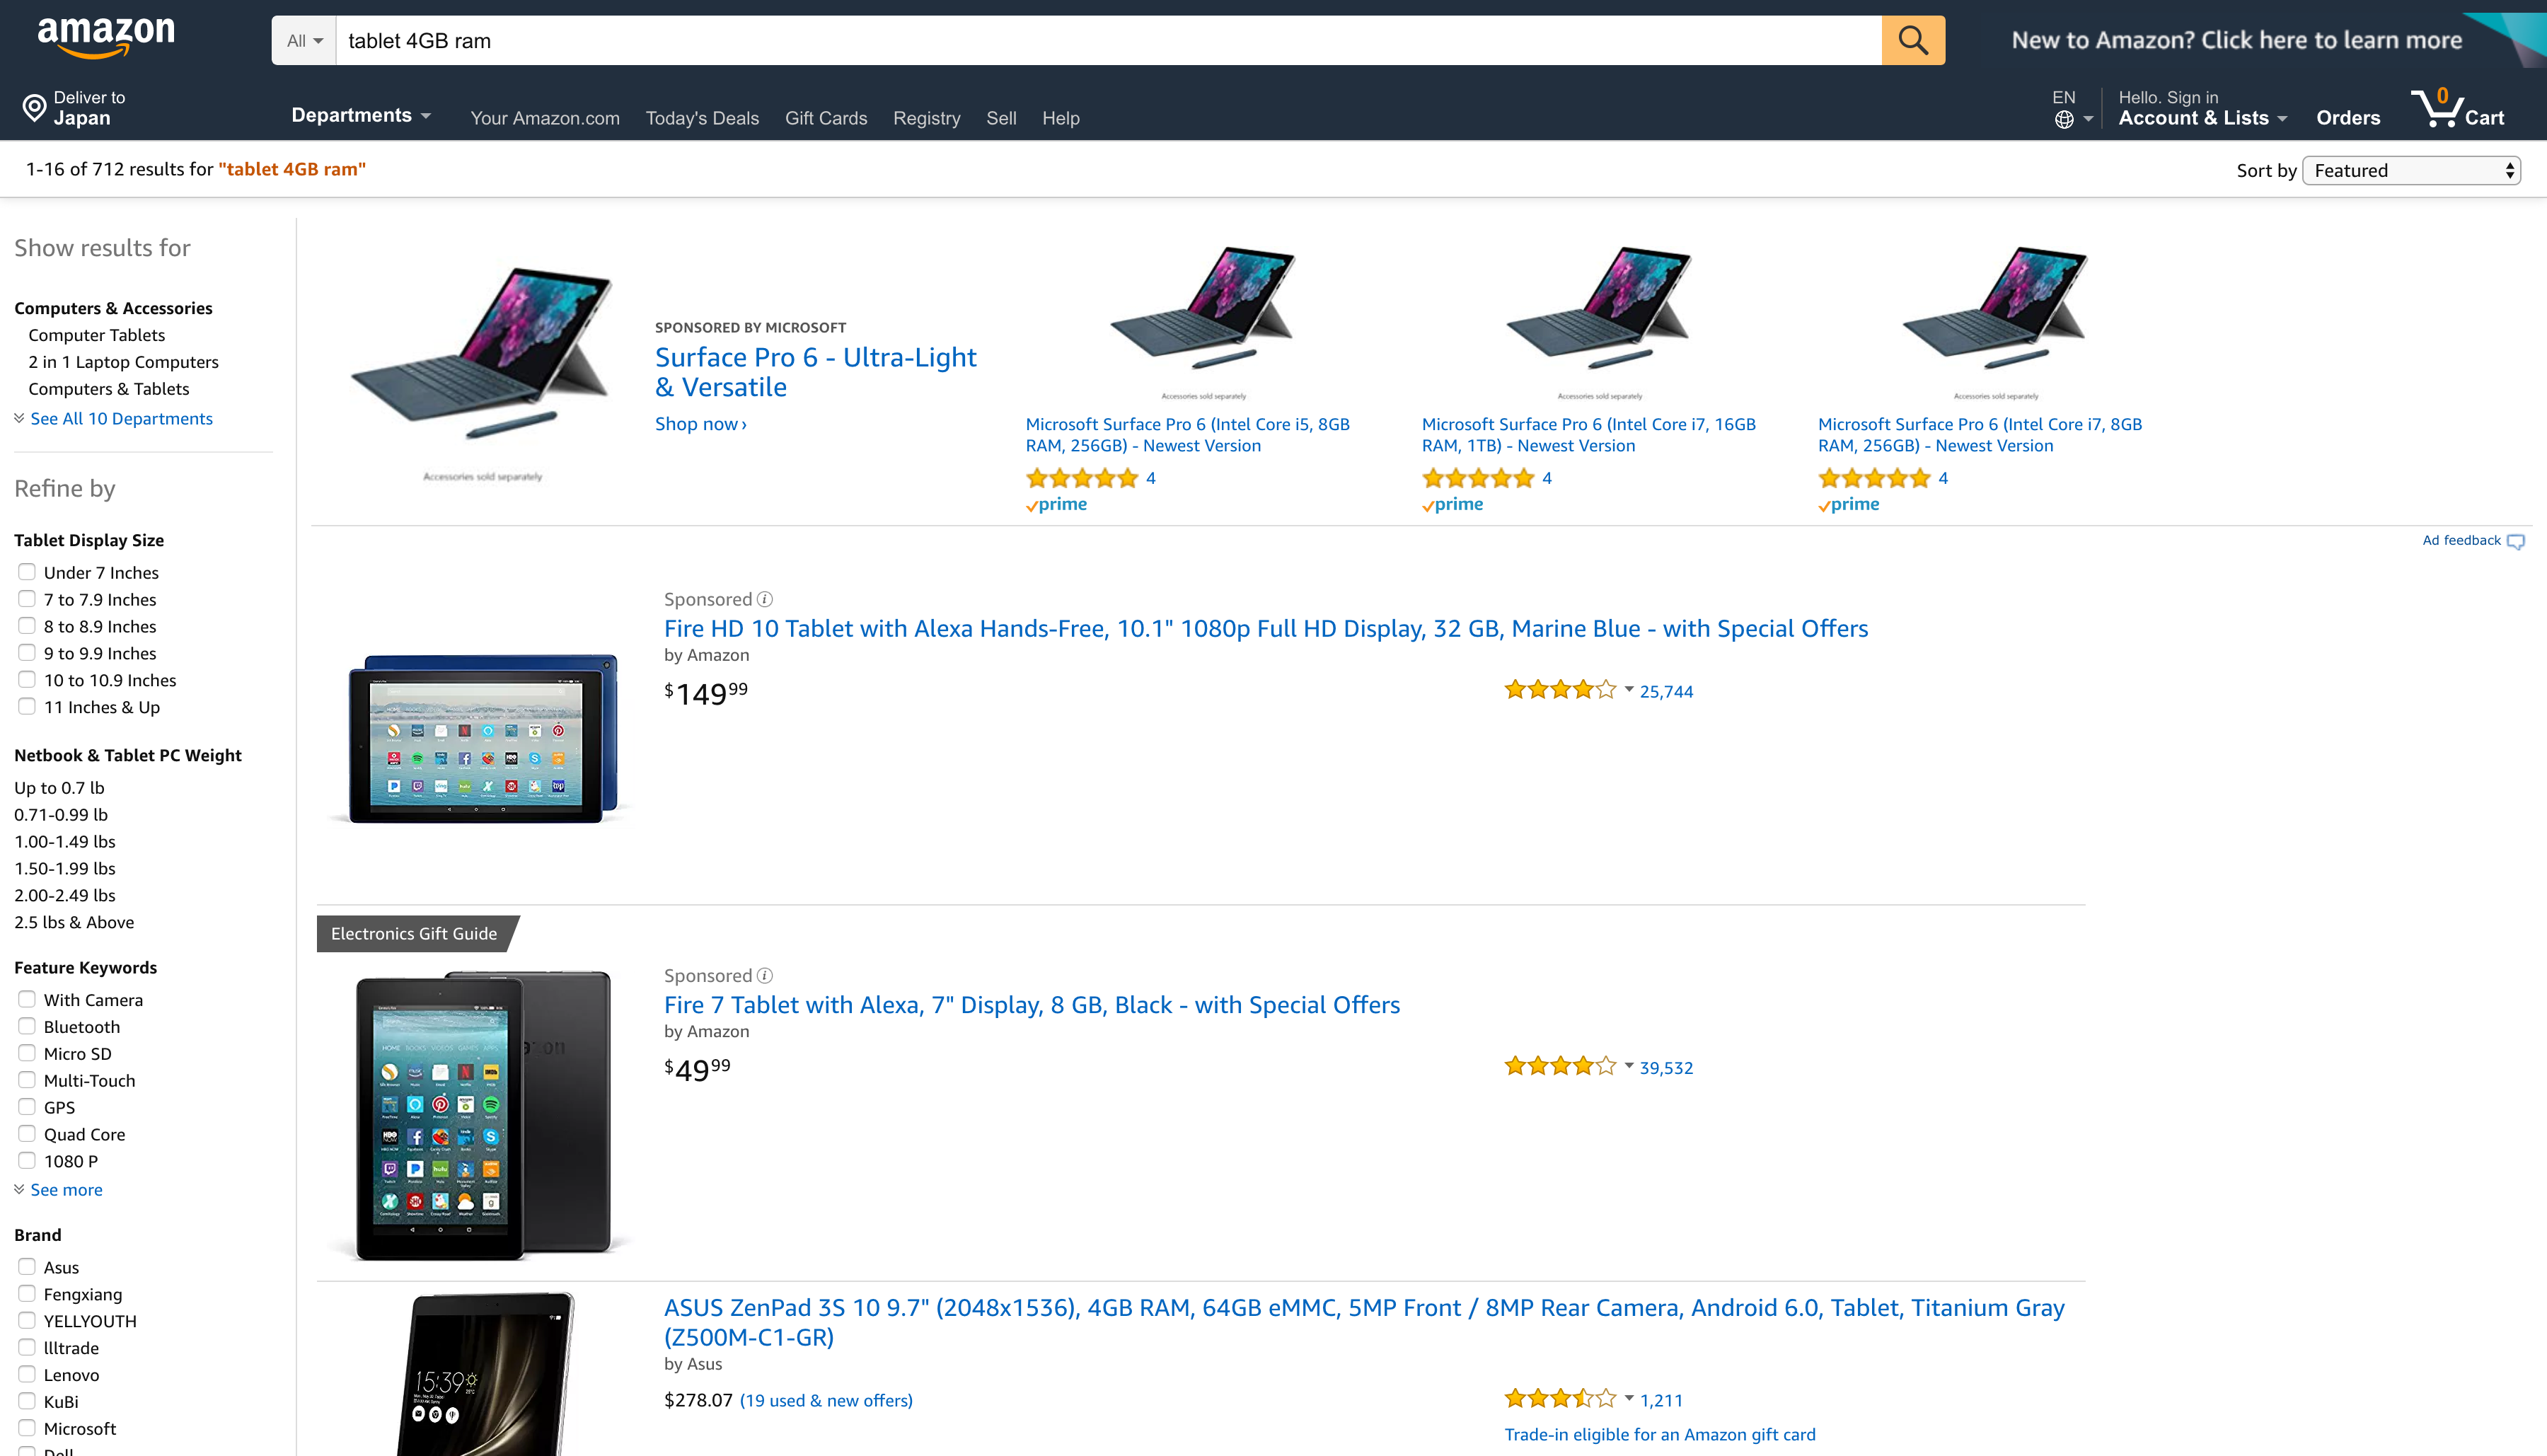 amazon
All
tablet 4GB ram
New to Amazon? Click here to learn more
Deliver to
Japan
Departments
Your Amazon.com
Today's Deals
Gift Cards
Registry
Sell
Help
EN
Hello. Sign in
Account & Lists
Orders
0
Cart
1-16 of 712 results for "tablet 4GB ram"
Sort by
Featured
Show results for
Computers & Accessories
Computer Tablets
2 in 1 Laptop Computers
Computers & Tablets
See All 10 Departments
Refine by
Tablet Display Size
Under 7 Inches
7 to 7.9 Inches
8 to 8.9 Inches
9 to 9.9 Inches
10 to 10.9 Inches
11 Inches & Up
Netbook & Tablet PC Weight
Up to 0.7 lb
0.71-0.99 lb
1.00-1.49 lbs
1.50-1.99 lbs
2.00-2.49 lbs
2.5 lbs & Above
Feature Keywords
With Camera
Bluetooth
Micro SD
Multi-Touch
GPS
Quad Core
1080 P
See more
Brand
Asus
Fengxiang
YELLYOUTH
llltrade
Lenovo
KuBi
Microsoft
Dell
Accessories sold separately
SPONSORED BY MICROSOFT
Surface Pro 6 - Ultra-Light
& Versatile
Shop now ›
Accessories sold separately
Microsoft Surface Pro 6 (Intel Core i5, 8GB
RAM, 256GB) - Newest Version
4
prime
Accessories sold separately
Microsoft Surface Pro 6 (Intel Core i7, 16GB
RAM, 1TB) - Newest Version
4
prime
Accessories sold separately
Microsoft Surface Pro 6 (Intel Core i7, 8GB
RAM, 256GB) - Newest Version
4
prime
Ad feedback
Sponsored
Fire HD 10 Tablet with Alexa Hands-Free, 10.1" 1080p Full HD Display, 32 GB, Marine Blue - with Special Offers
by Amazon
$149 99
25,744
Electronics Gift Guide
Sponsored
Fire 7 Tablet with Alexa, 7" Display, 8 GB, Black - with Special Offers
by Amazon
$49 99
39,532
ASUS ZenPad 3S 10 9.7" (2048x1536), 4GB RAM, 64GB eMMC, 5MP Front / 8MP Rear Camera, Android 6.0, Tablet, Titanium Gray
(Z500M-C1-GR)
by Asus
$278.07 (19 used & new offers)
1,211
Trade-in eligible for an Amazon gift card
15:39